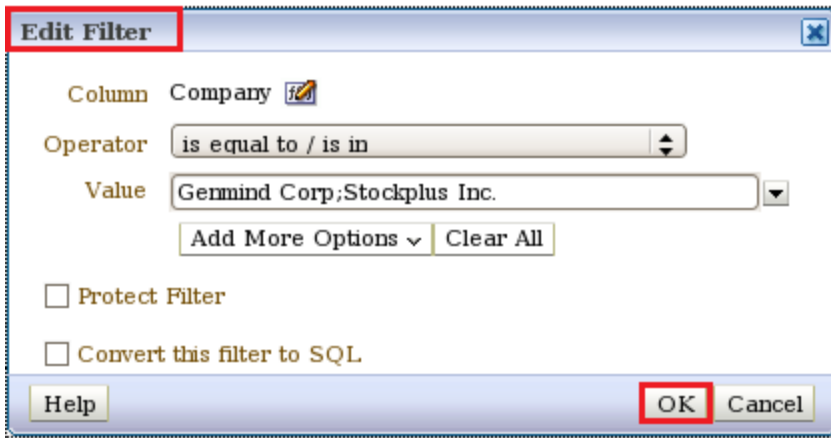 Edit Filter
Column Company
Operator is equal to / is in
Value Genmind Corp;Stockplus Inc.
Add More Options Clear All
Protect Filter
Convert this filter to SQL
Help OK Cancel